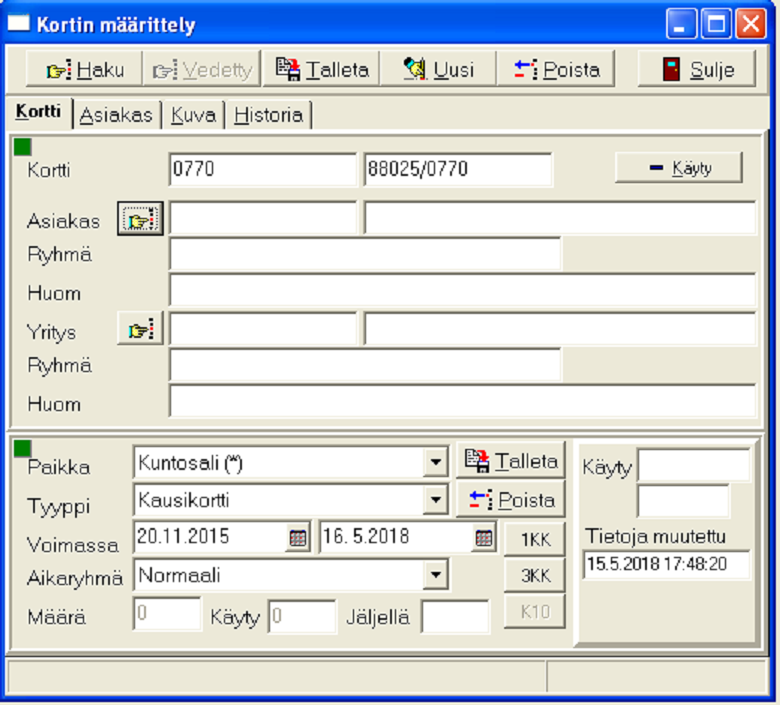 Kortin määrittely
Haku Vedetty Talleta Uusi Poista Sulje
Kortti Asiakas Kuva Historia
Kortti 0770 88025/0770 Käyty
Asiakas
Ryhmä
Huom
Yritys
Ryhmä
Huom
Paikka Kuntosali (*) Talleta Käyty
Tyyppi Kausikortti Poista
Voimassa 20.11.2015 16. 5.2018 1KK Tietoja muutettu
15.5.2018 17:48:20
Aikaryhmä Normaali 3KK
Määrä 0 Käyty 0 Jäljellä K10